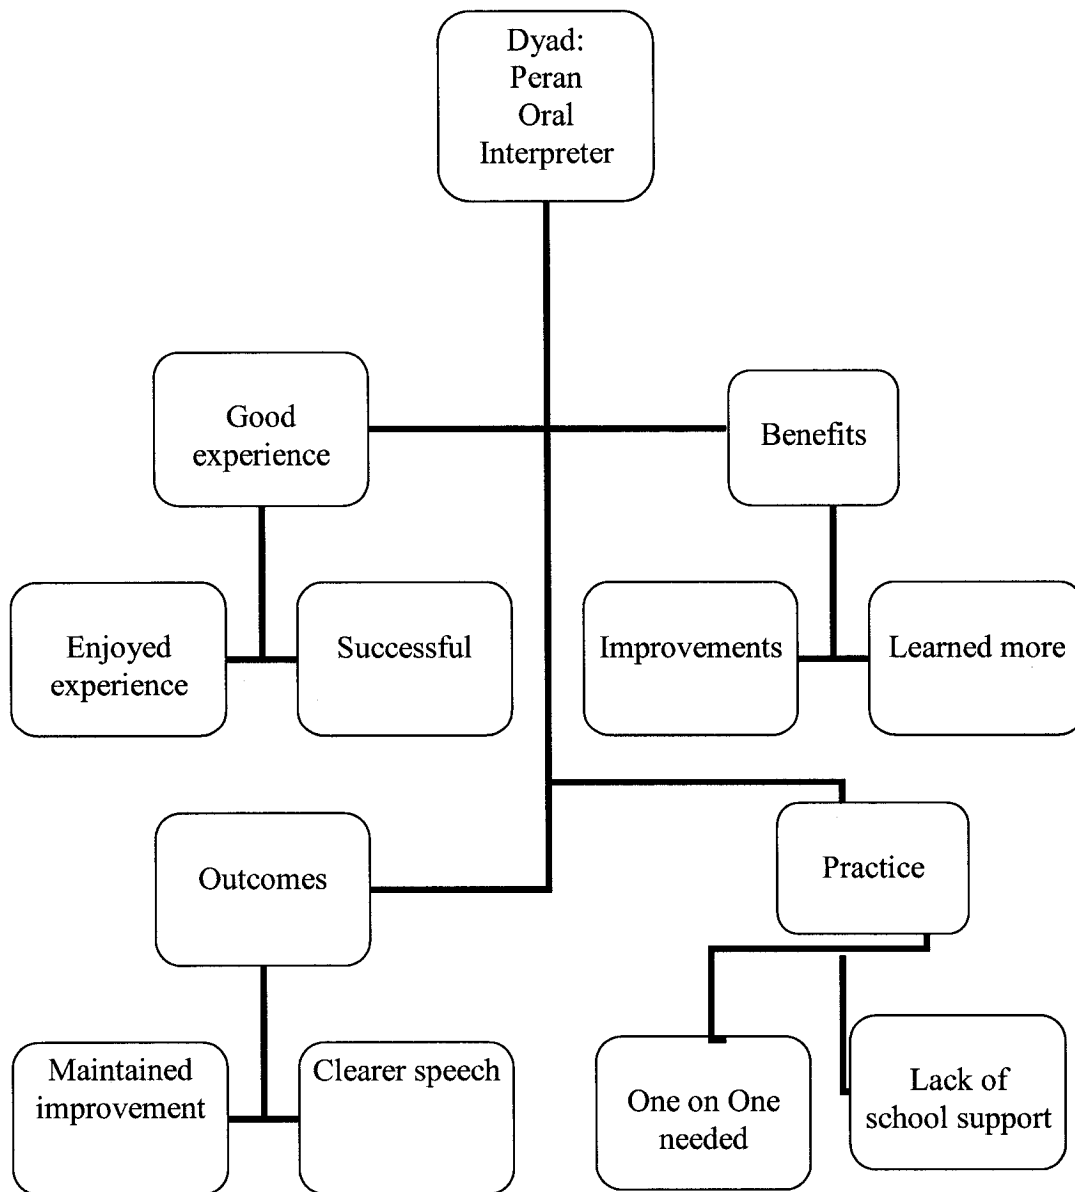 Dyad:
Peran
Oral
Interpreter
Good
experience
Benefits
Enjoyed
experience
Successful
Improvements
Learned more
Outcomes
Practice
Maintained
improvement
Clearer speech
One on One
needed
Lack of
school support